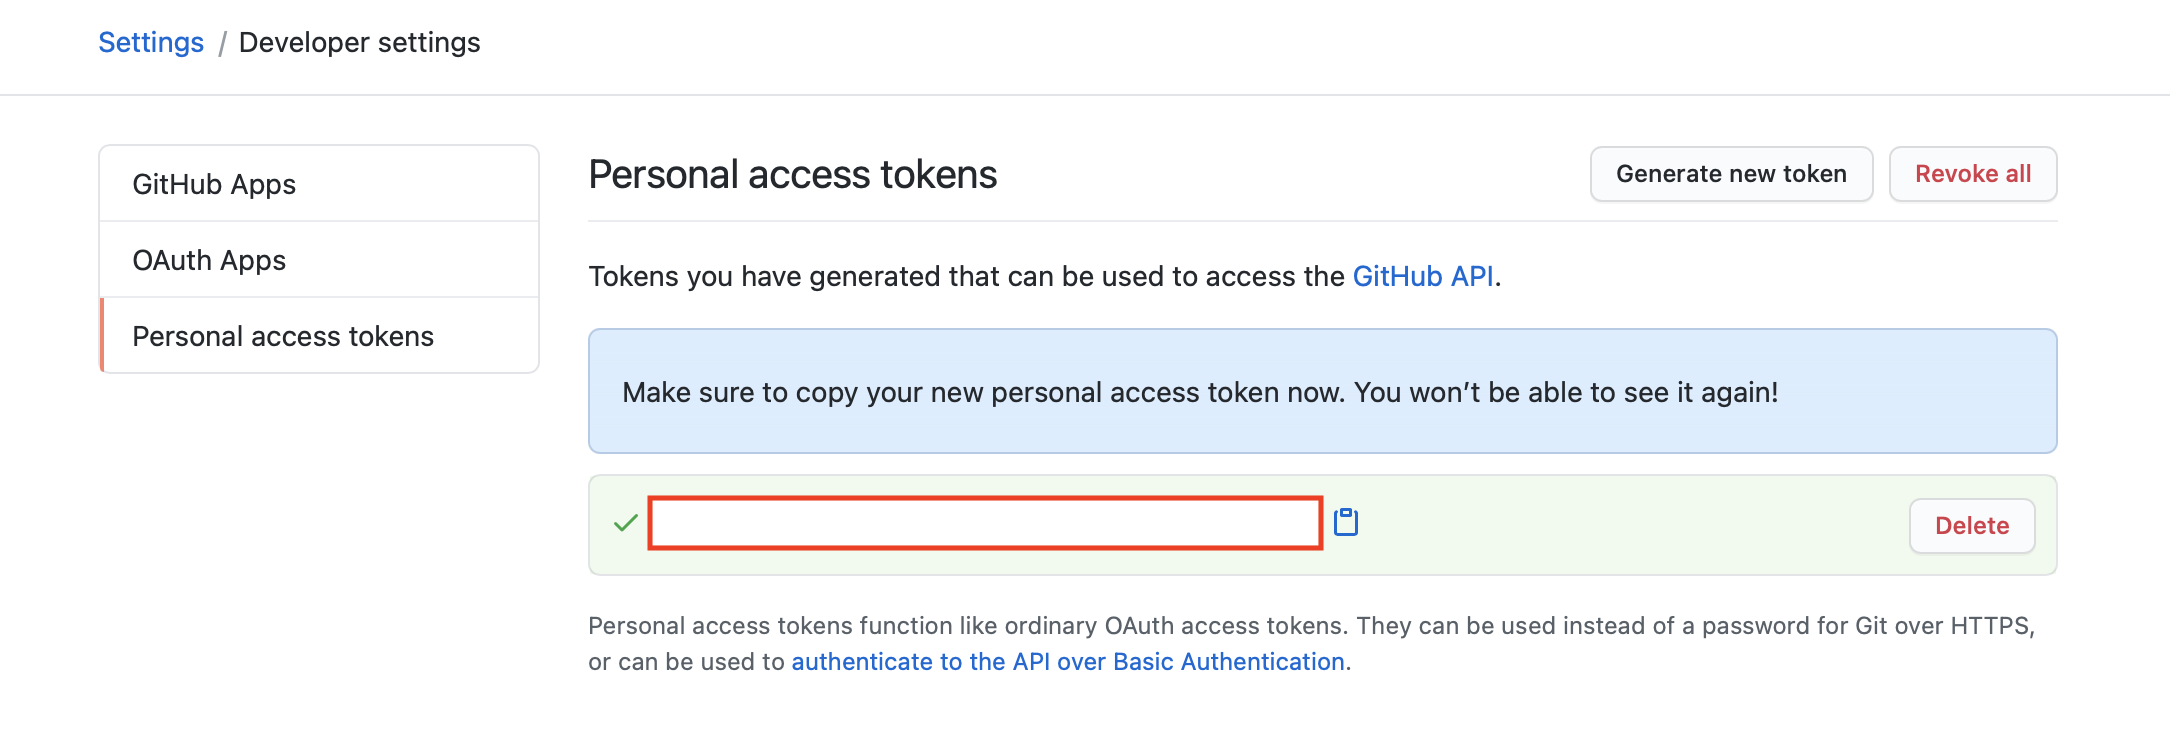 Settings / Developer settings
GitHub Apps
OAuth Apps
Personal access tokens
Personal access tokens
Generate new token
Revoke all
Tokens you have generated that can be used to access the GitHub API.
Make sure to copy your new personal access token now. You won’t be able to see it again!
Delete
Personal access tokens function like ordinary OAuth access tokens. They can be used instead of a password for Git over HTTPS,
or can be used to authenticate to the API over Basic Authentication.